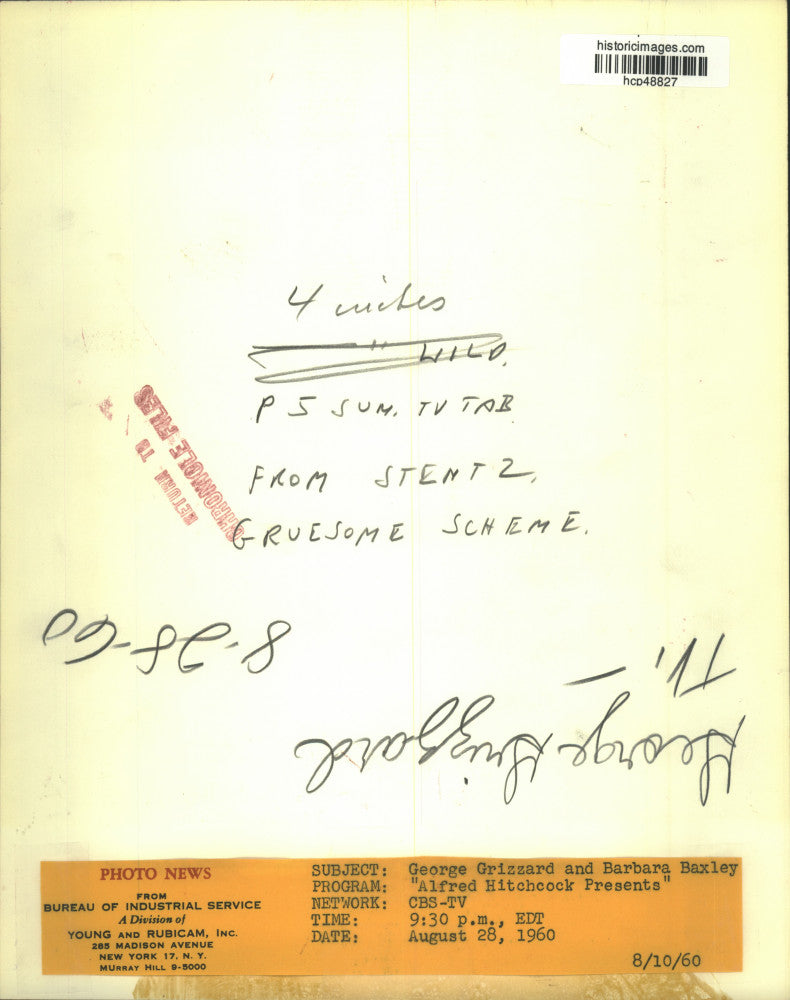 historicimages.com
hcp48827
4 inches
" WILD.
P 5 SUM. TV TAB
FROM STENTZ,
GRUESOME SCHEME.
RETURN TO
CHRONICLE FILES
8-28-60
TV,
George Grizzard
PHOTO NEWS
FROM
BUREAU OF INDUSTRIAL SERVICE
A Division of
YOUNG AND RUBICAM, INC.
285 MADISON AVENUE
NEW YORK 17, N. Y.
MURRAY HILL 9-5000
SUBJECT: George Grizzard and Barbara Baxley
PROGRAM: "Alfred Hitchcock Presents"
NETWORK: CBS-TV
TIME: 9:30 p.m., EDT
DATE: August 28, 1960
8/10/60